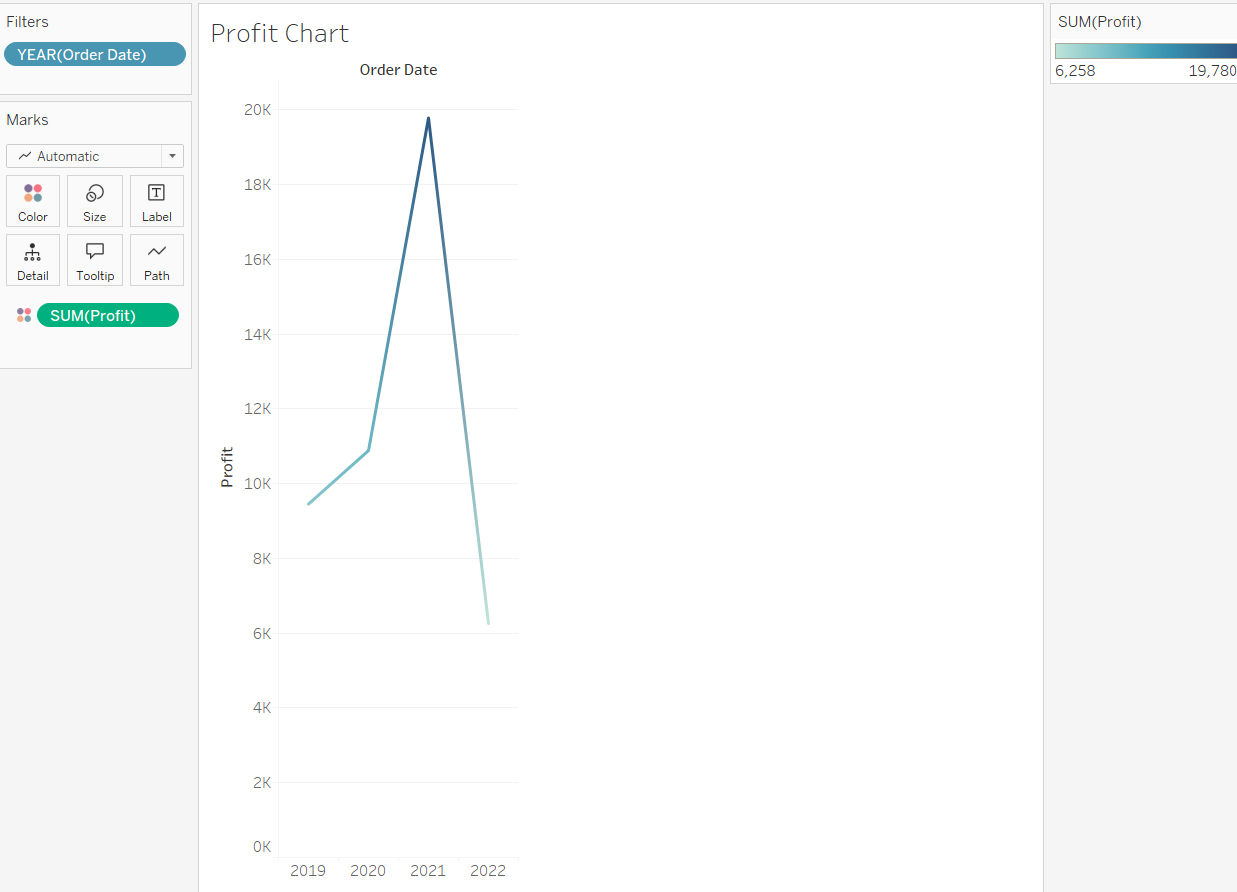 Filters
YEAR(Order Date)
Marks
Automatic
Color
Size
Label
Detail
Tooltip
Path
SUM(Profit)
Profit Chart
Order Date
Profit
20K
18K
16K
14K
12K
10K
8K
6K
4K
2K
0K
2019 2020 2021 2022
SUM(Profit)
6,258 19,780